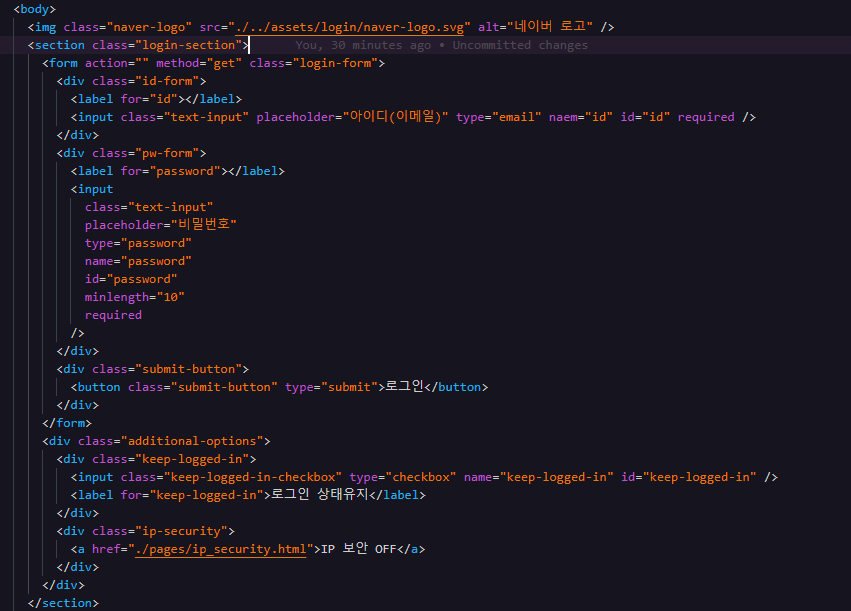 <body>
<img class="naver-logo" src="./../assets/login/naver-logo.svg" alt="네이버 로고" />
<section class="login-section"> You, 30 minutes ago • Uncommitted changes
<form action="" method="get" class="login-form">
<div class="id-form">
<label for="id"></label>
<input class="text-input" placeholder="아이디(이메일)" type="email" naem="id" id="id" required />
</div>
<div class="pw-form">
<label for="password"></label>
<input
class="text-input"
placeholder="비밀번호"
type="password"
name="password"
id="password"
minlength="10"
required
/>
</div>
<div class="submit-button">
<button class="submit-button" type="submit">로그인</button>
</div>
</form>
<div class="additional-options">
<div class="keep-logged-in">
<input class="keep-logged-in-checkbox" type="checkbox" name="keep-logged-in" id="keep-logged-in" />
<label for="keep-logged-in">로그인 상태유지</label>
</div>
<div class="ip-security">
<a href="./pages/ip_security.html">IP 보안 OFF</a>
</div>
</div>
</section>